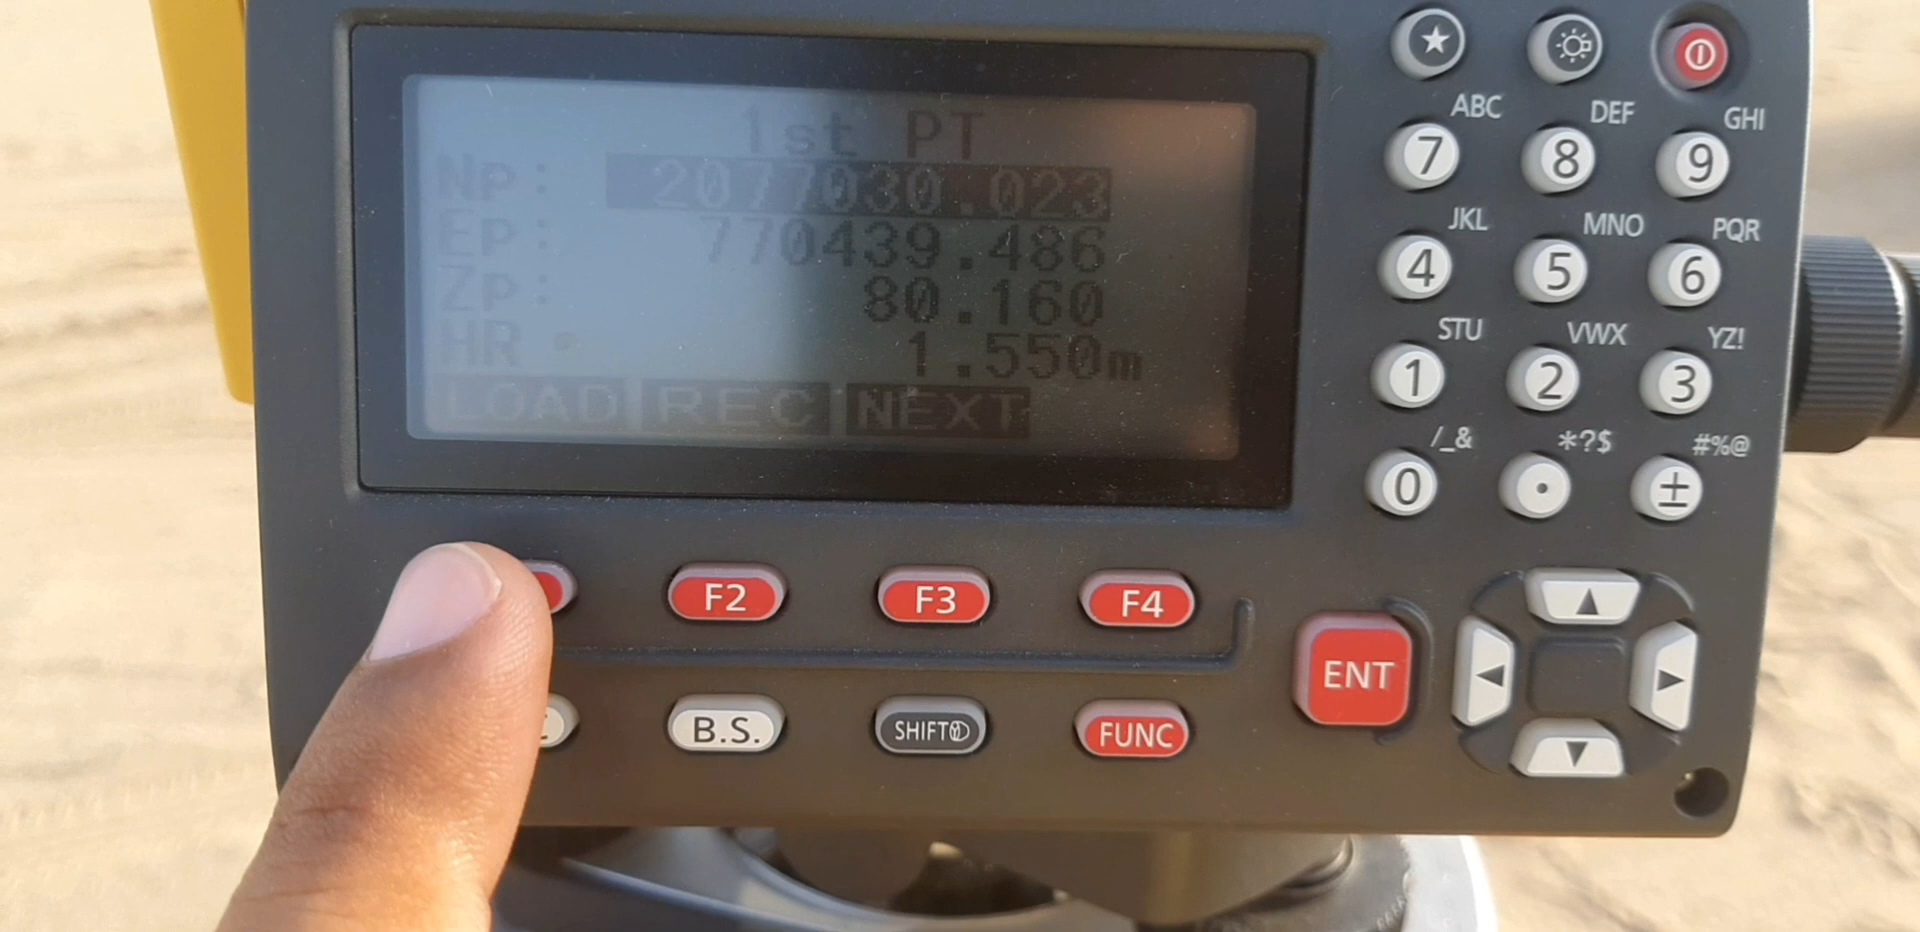 1st PT
Np: 2077030.023
Ep: 770439.486
Zp: 80.160
HR : 1.550m
LOAD REC NEXT
ABC DEF GHI
7 8 9
JKL MNO PQR
4 5 6
STU VWX YZ!
1 2 3
/_& *?$ #%@
0 • ±
F2 F3 F4
ENT
B.S. SHIFT FUNC